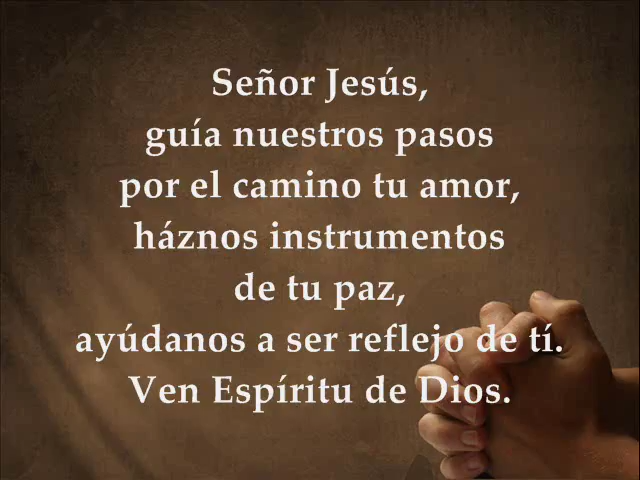 Señor Jesús,
guía nuestros pasos
por el camino tu amor,
háznos instrumentos
de tu paz,
ayúdanos a ser reflejo de tí.
Ven Espíritu de Dios.